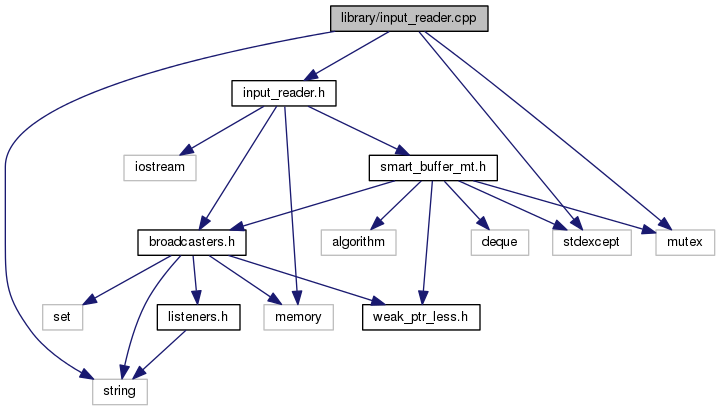 library/input_reader.cpp
input_reader.h
iostream
smart_buffer_mt.h
broadcasters.h
algorithm
deque
stdexcept
mutex
set
listeners.h
memory
weak_ptr_less.h
string